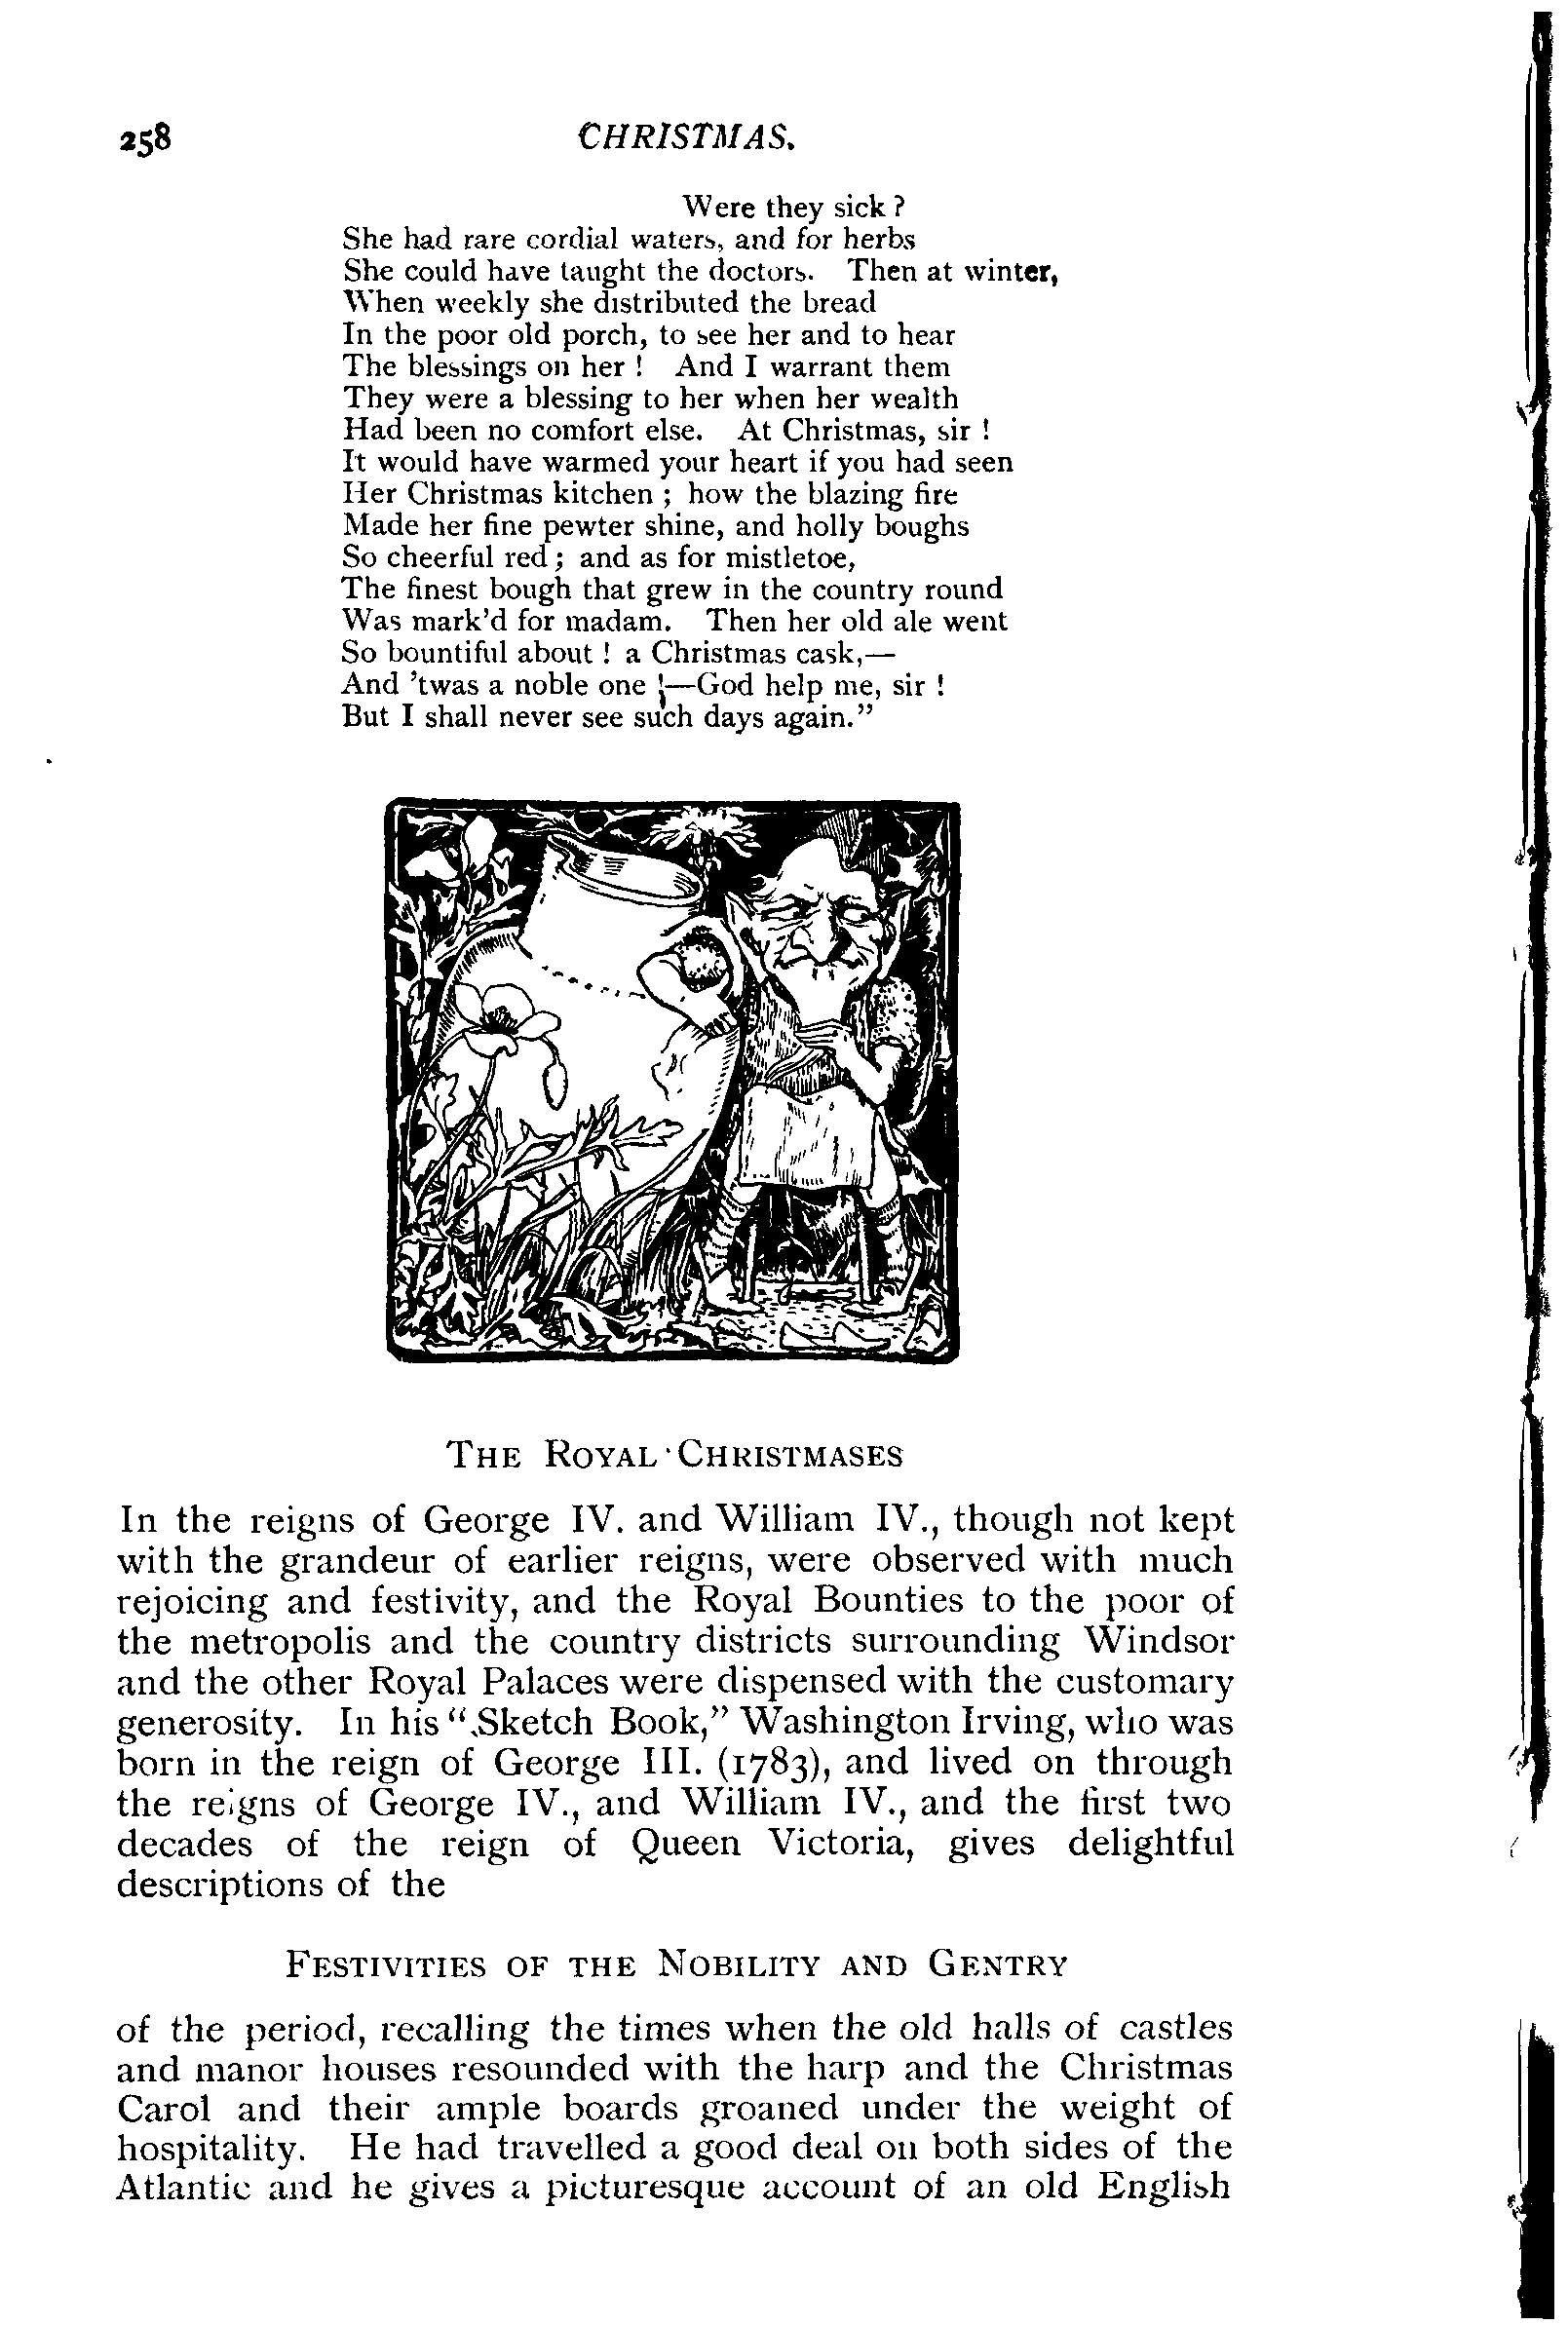 258 CHRISTMAS.
Were they sick ?
She had rare cordial waters, and for herbs
She could have taught the doctors. Then at winter,
When weekly she distributed the bread
In the poor old porch, to see her and to hear
The blessings on her ! And I warrant them
They were a blessing to her when her wealth
Had been no comfort else. At Christmas, sir !
It would have warmed your heart if you had seen
Her Christmas kitchen ; how the blazing fire
Made her fine pewter shine, and holly boughs
So cheerful red ; and as for mistletoe,
The finest bough that grew in the country round
Was mark’d for madam. Then her old ale went
So bountiful about ! a Christmas cask,—
And ’twas a noble one !—God help me, sir !
But I shall never see such days again.”
THE ROYAL CHRISTMASES
In the reigns of George IV. and William IV., though not kept
with the grandeur of earlier reigns, were observed with much
rejoicing and festivity, and the Royal Bounties to the poor of
the metropolis and the country districts surrounding Windsor
and the other Royal Palaces were dispensed with the customary
generosity. In his “Sketch Book,” Washington Irving, who was
born in the reign of George III. (1783), and lived on through
the reigns of George IV., and William IV., and the first two
decades of the reign of Queen Victoria, gives delightful
descriptions of the
FESTIVITIES OF THE NOBILITY AND GENTRY
of the period, recalling the times when the old halls of castles
and manor houses resounded with the harp and the Christmas
Carol and their ample boards groaned under the weight of
hospitality. He had travelled a good deal on both sides of the
Atlantic and he gives a picturesque account of an old English